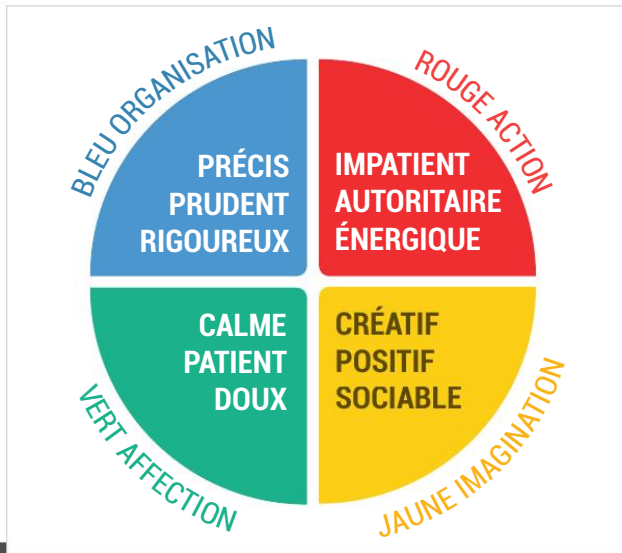 BLEU ORGANISATION
PRÉCIS
PRUDENT
RIGOUREUX
ROUGE ACTION
IMPATIENT
AUTORITAIRE
ÉNERGIQUE
VERT AFFECTION
CALME
PATIENT
DOUX
JAUNE IMAGINATION
CRÉATIF
POSITIF
SOCIABLE